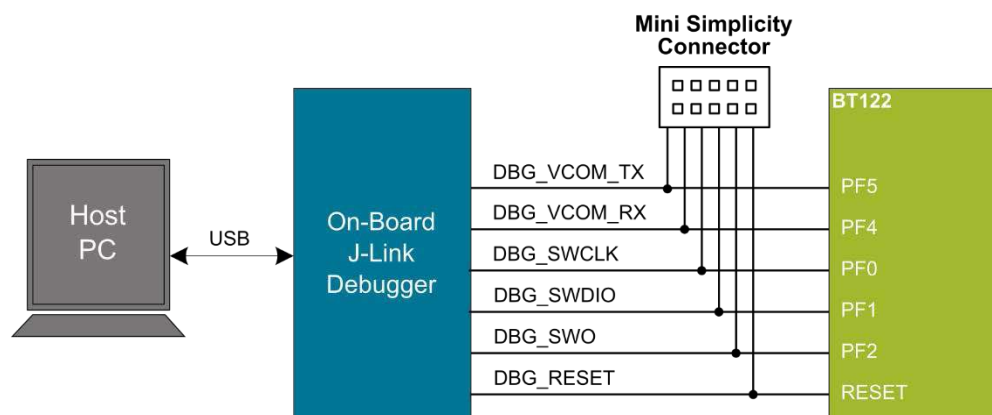 Mini Simplicity
Connector
BT122
Host
PC
USB
On-Board
J-Link
Debugger
DBG_VCOM_TX
PF5
DBG_VCOM_RX
PF4
DBG_SWCLK
PF0
DBG_SWDIO
PF1
DBG_SWO
PF2
DBG_RESET
RESET